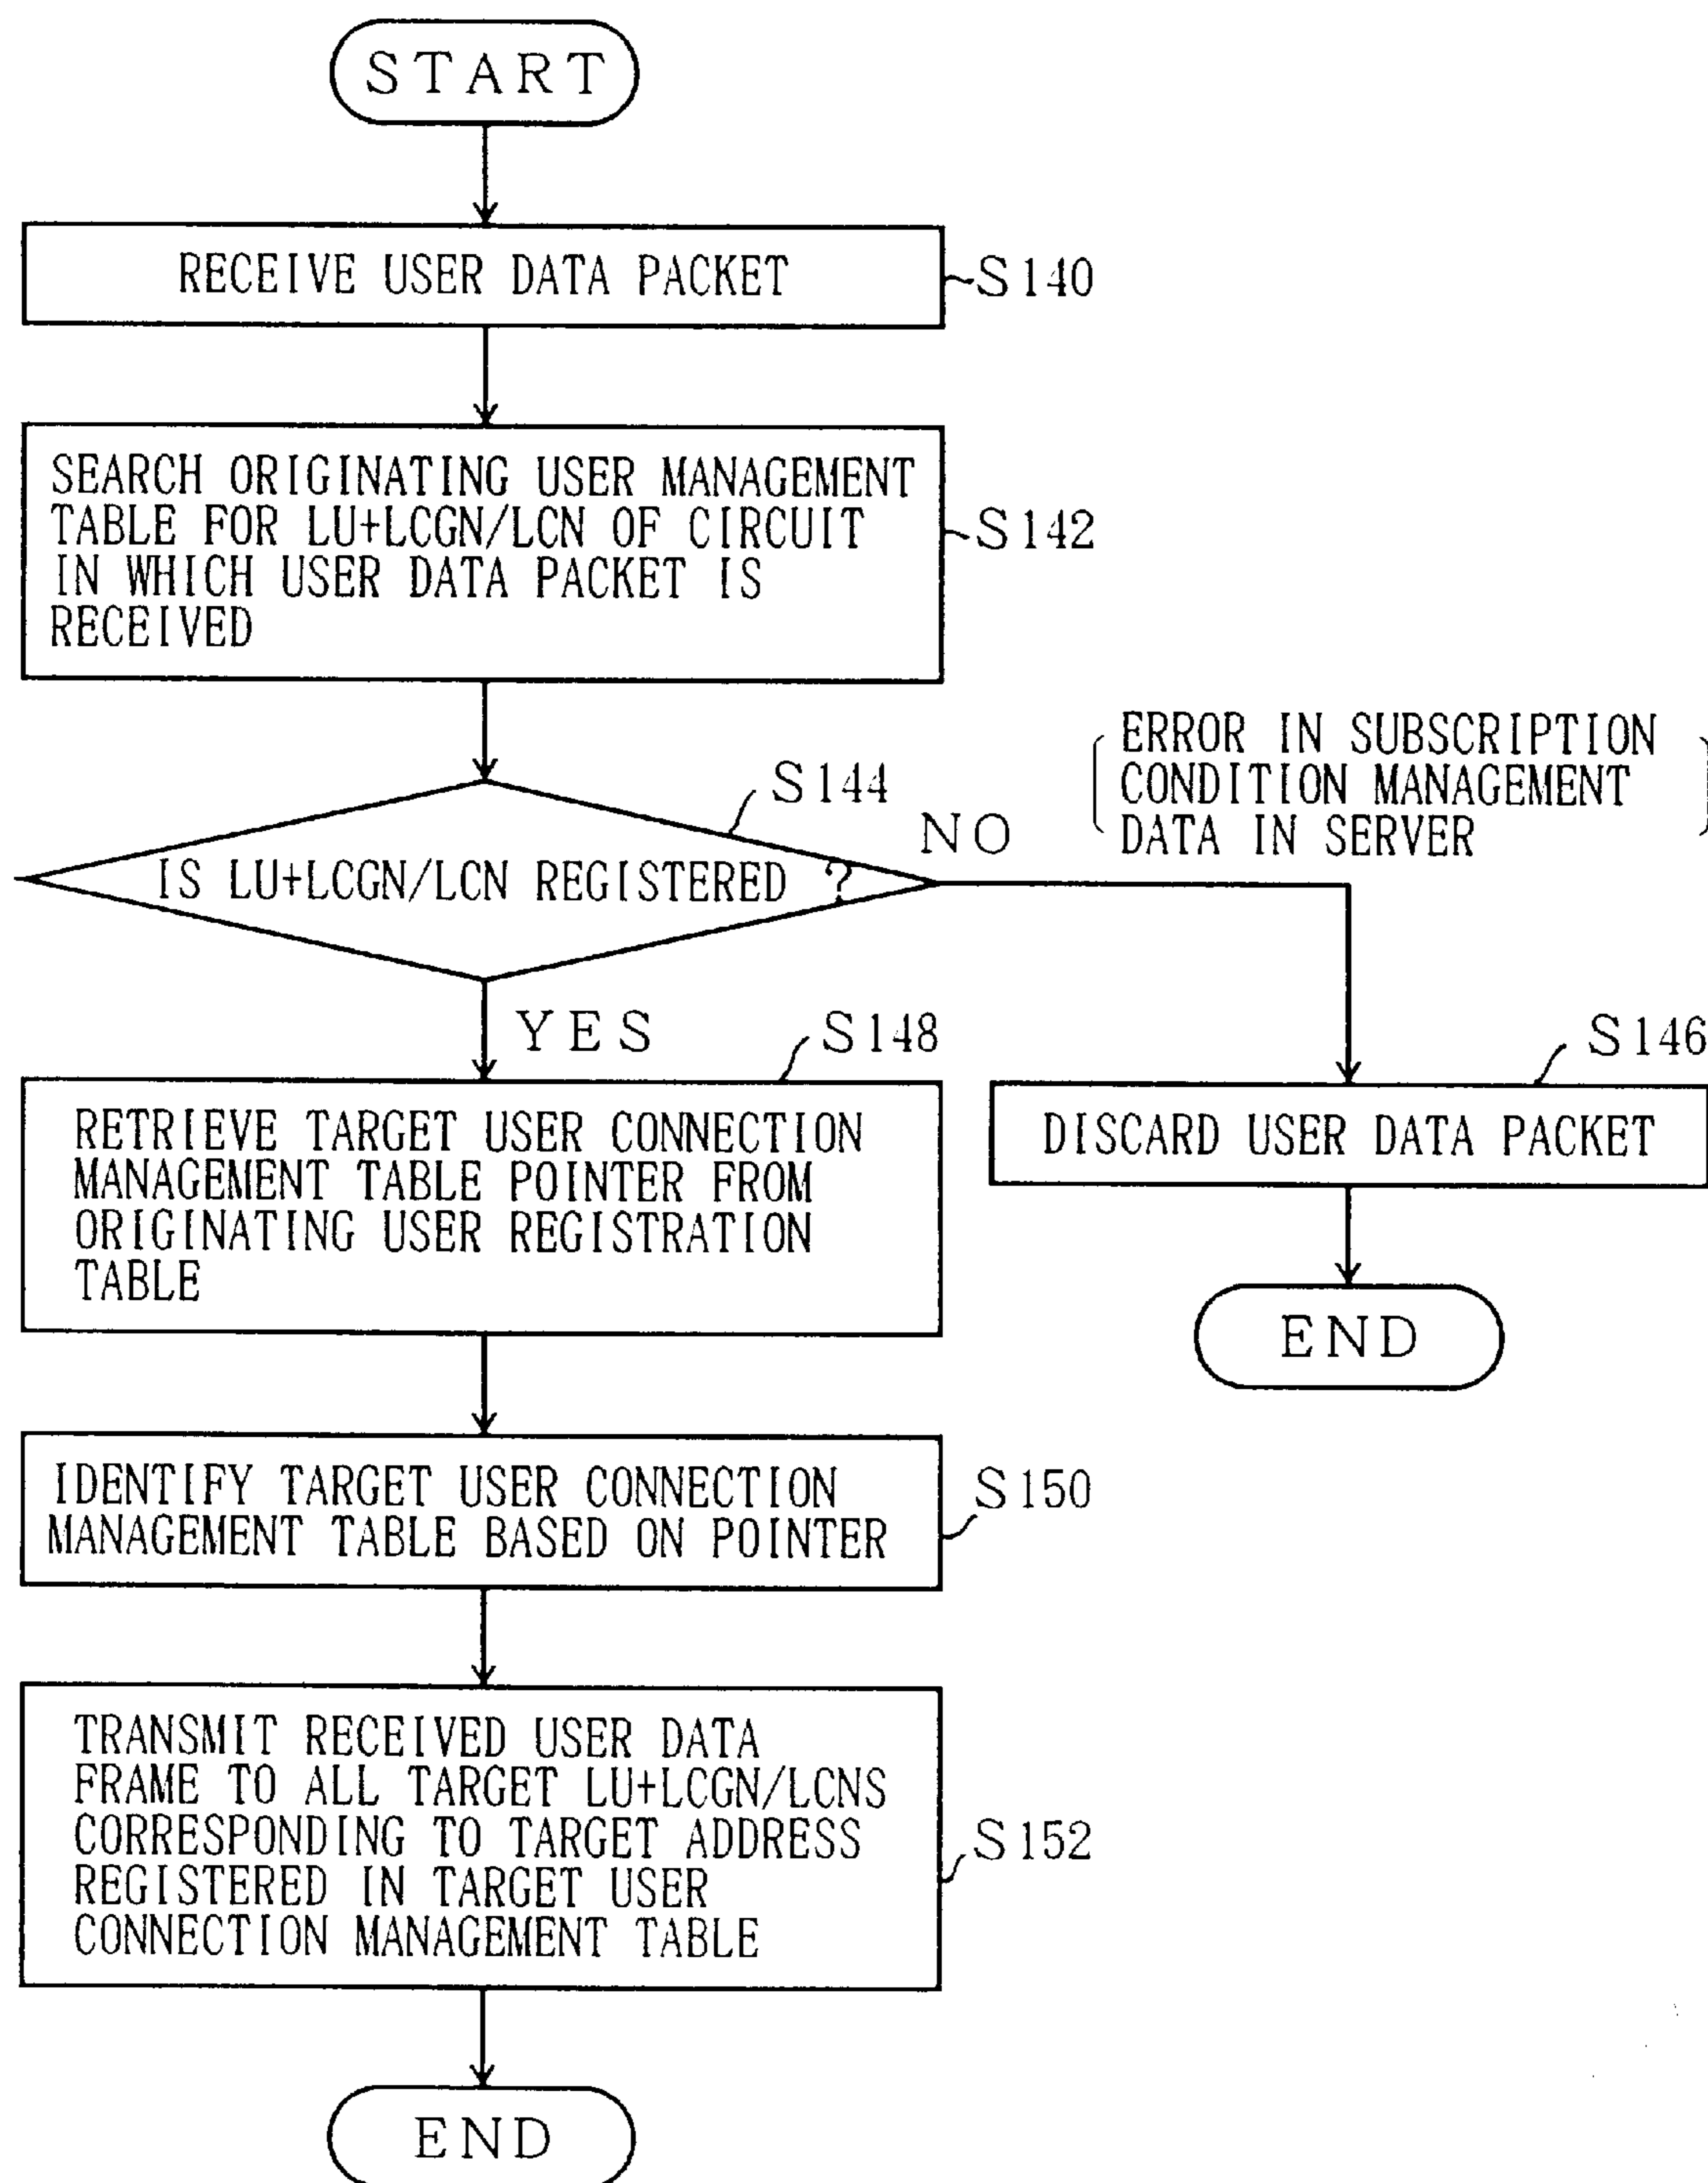 START
RECEIVE USER DATA PACKET
S140
SEARCH ORIGINATING USER MANAGEMENT
TABLE FOR LU+LCGN/LCN OF CIRCUIT
IN WHICH USER DATA PACKET IS
RECEIVED
S142
S144
IS LU+LCGN/LCN REGISTERED ?
NO
ERROR IN SUBSCRIPTION
CONDITION MANAGEMENT
DATA IN SERVER
YES
S148
RETRIEVE TARGET USER CONNECTION
MANAGEMENT TABLE POINTER FROM
ORIGINATING USER REGISTRATION
TABLE
S146
DISCARD USER DATA PACKET
END
IDENTIFY TARGET USER CONNECTION
MANAGEMENT TABLE BASED ON POINTER
S150
TRANSMIT RECEIVED USER DATA
FRAME TO ALL TARGET LU+LCGN/LCNS
CORRESPONDING TO TARGET ADDRESS
REGISTERED IN TARGET USER
CONNECTION MANAGEMENT TABLE
S152
END